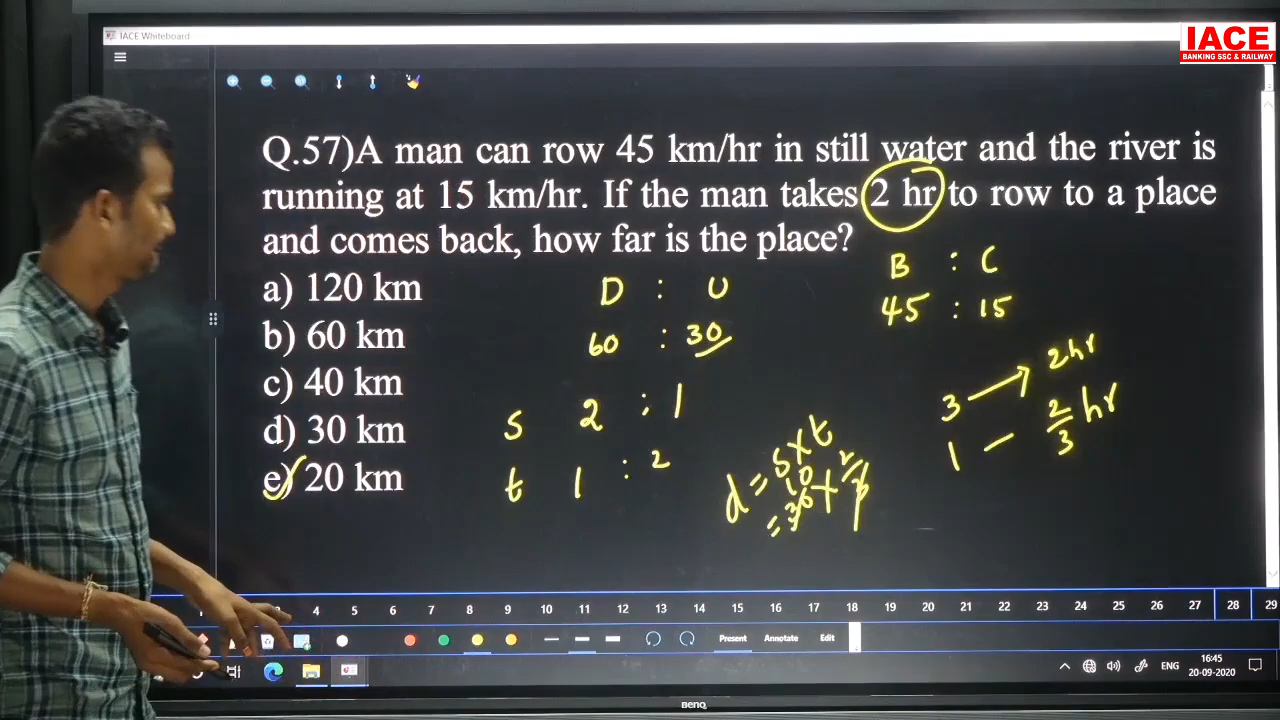 IACE Whiteboard
IACE
BANKING SSC & RAILWAY
Q.57)A man can row 45 km/hr in still water and the river is
running at 15 km/hr. If the man takes 2 hr to row to a place
and comes back, how far is the place?
a) 120 km
b) 60 km
c) 40 km
d) 30 km
e) 20 km
D : U
60 : 30
S 2 : 1
t 1 : 2
B : C
45 : 15
3 → 2hr
1 — 2/3 hr
d = S x t
10 2
= 30 x 3
4 5 6 7 8 9 10 11 12 13 14 15 16 17 18 19 20 21 22 23 24 25 26 27 28 29
Present Annotate Edit
ENG
16:45
20-09-2020
BenQ